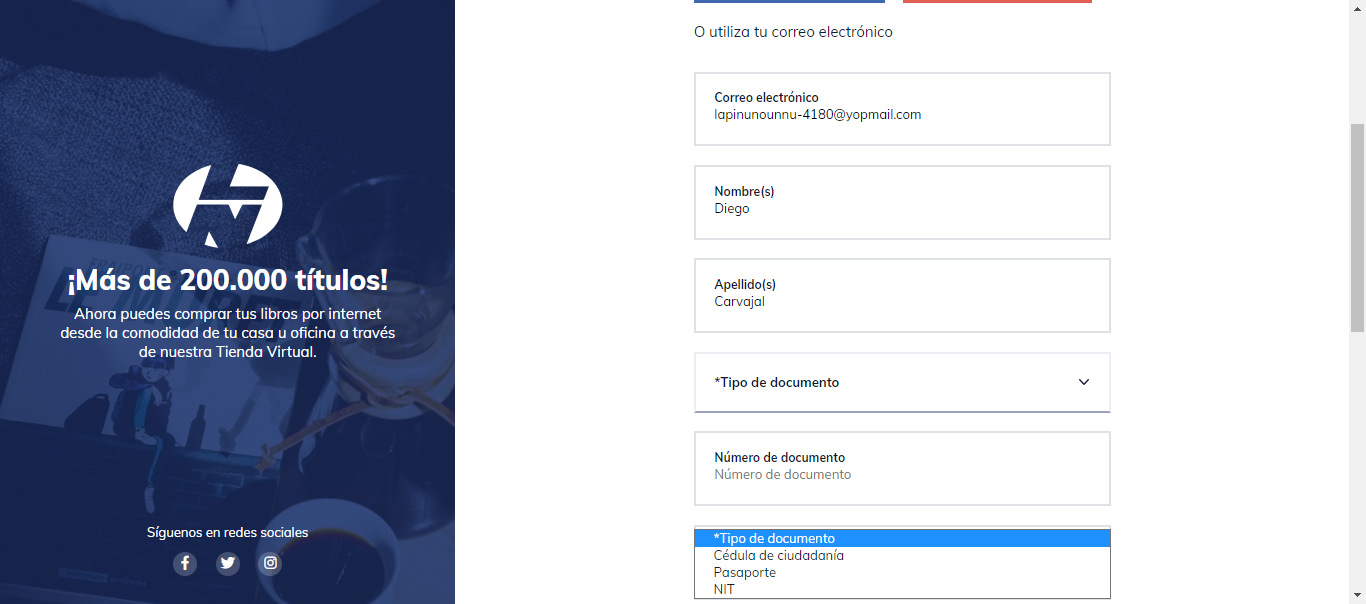 ¡Más de 200.000 títulos!
Ahora puedes comprar tus libros por internet
desde la comodidad de tu casa u oficina a través
de nuestra Tienda Virtual.
Síguenos en redes sociales
O utiliza tu correo electrónico
Correo electrónico
lapinunounnu-4180@yopmail.com
Nombre(s)
Diego
Apellido(s)
Carvajal
*Tipo de documento
Número de documento
Número de documento
*Tipo de documento
Cédula de ciudadanía
Pasaporte
NIT